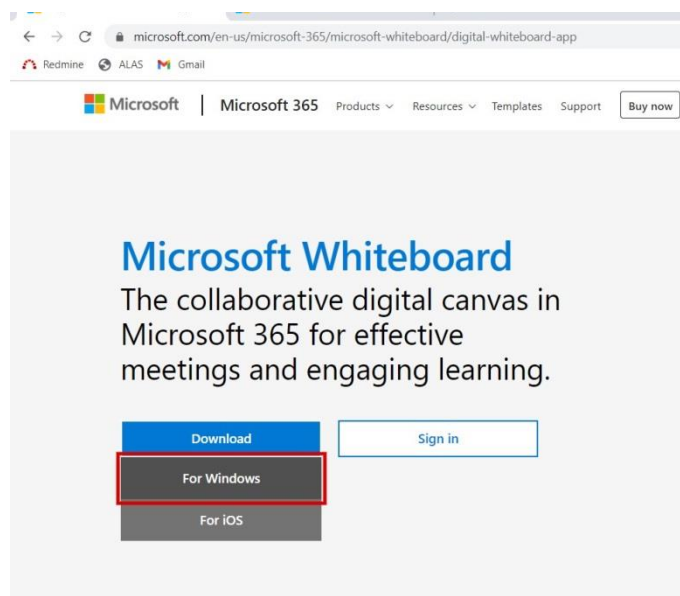 microsoft.com/en-us/microsoft-365/microsoft-whiteboard/digital-whiteboard-app
Redmine ALAS Gmail
Microsoft Microsoft 365 Products Resources Templates Support Buy now
Microsoft Whiteboard
The collaborative digital canvas in
Microsoft 365 for effective
meetings and engaging learning.
Download Sign in
For Windows
For iOS